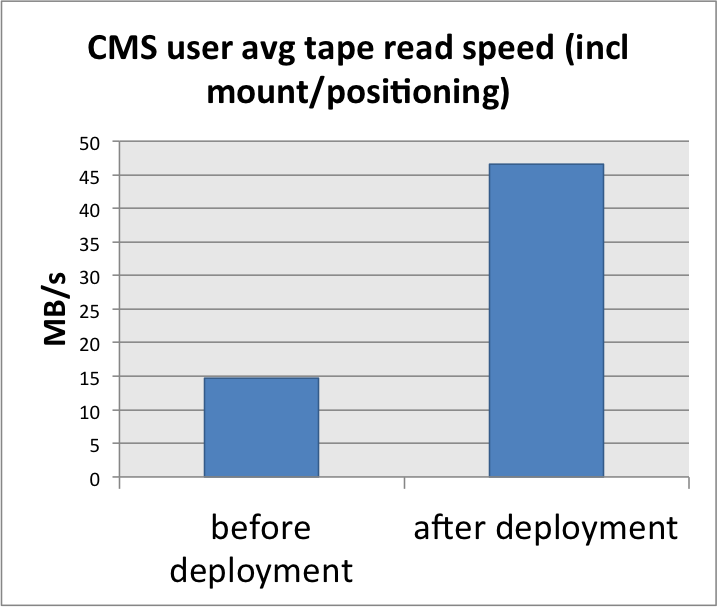 CMS user avg tape read speed (incl
mount/positioning)
50
45
40
35
30
25
20
15
10
5
0
MB/s
before
deployment
after deployment